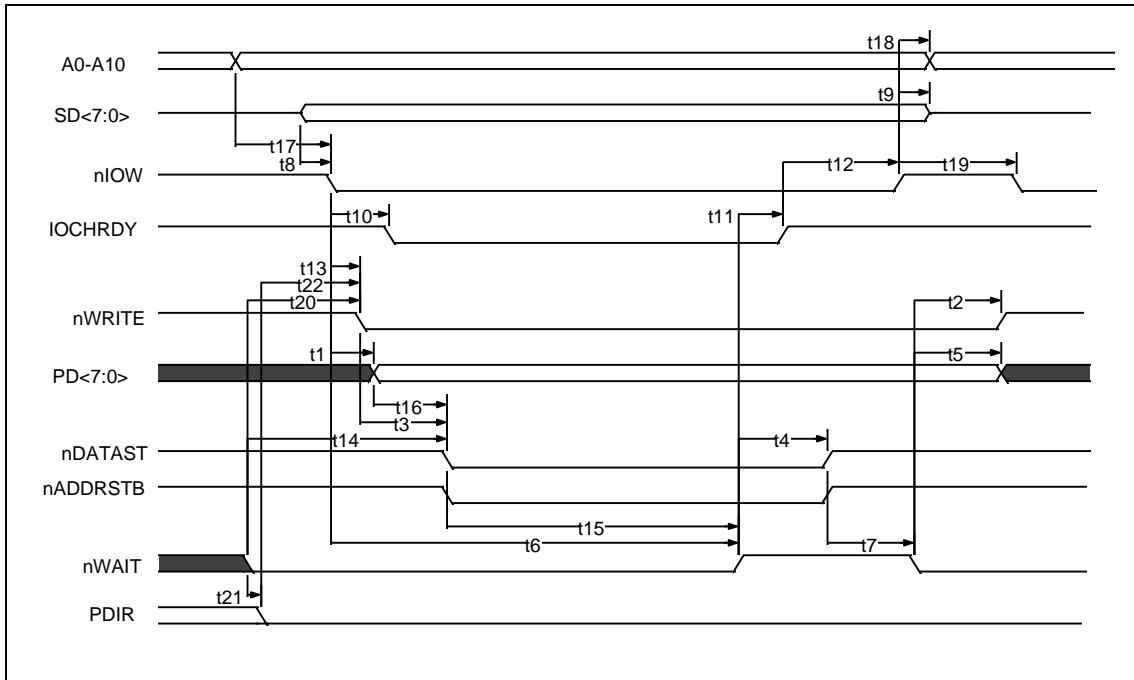 t18
A0-A10
t9
SD<7:0>
t17
t8
t12
t19
nIOW
t10
t11
IOCHRDY
t13
t22
t20
t2
nWRITE
t1
t5
PD<7:0>
t16
t3
t14
t4
nDATAST
nADDRSTB
t15
t6
t7
nWAIT
t21
PDIR